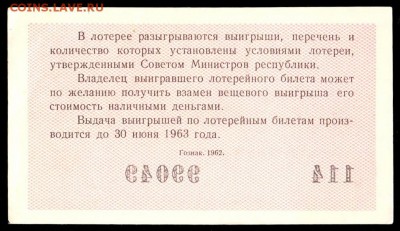 COINS.LAVE.RU
В лотерее разыгрываются выигрыши, перечень и
количество которых установлены условиями лотереи,
утвержденными Советом Министров республики.
Владелец выигравшего лотерейного билета может
по желанию получить взамен вещевого выигрыша его
стоимость наличными деньгами.
Выдача выигрышей по лотерейным билетам произ-
водится до 30 июня 1963 года.
Гознак. 1962.
99049 114